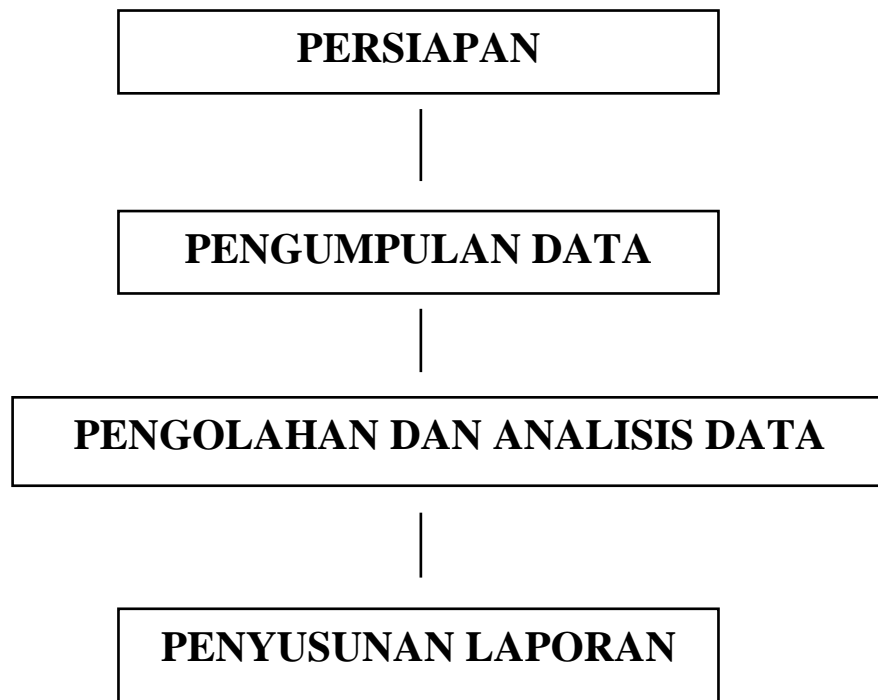 PERSIAPAN
PENGUMPULAN DATA
PENGOLAHAN DAN ANALISIS DATA
PENYUSUNAN LAPORAN